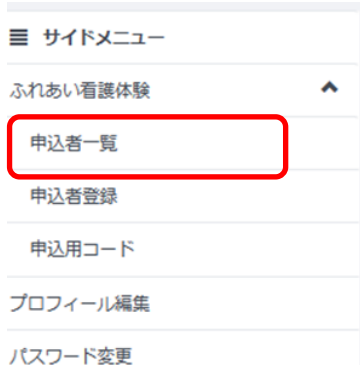 サイドメニュー
ふれあい看護体験
申込者一覧
申込者登録
申込用コード
プロフィール編集
パスワード変更